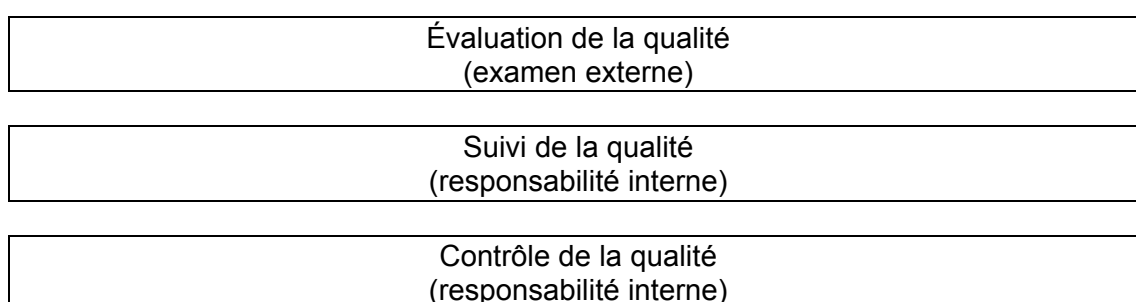 Évaluation de la qualité
(examen externe)
Suivi de la qualité
(responsabilité interne)
Contrôle de la qualité
(responsabilité interne)